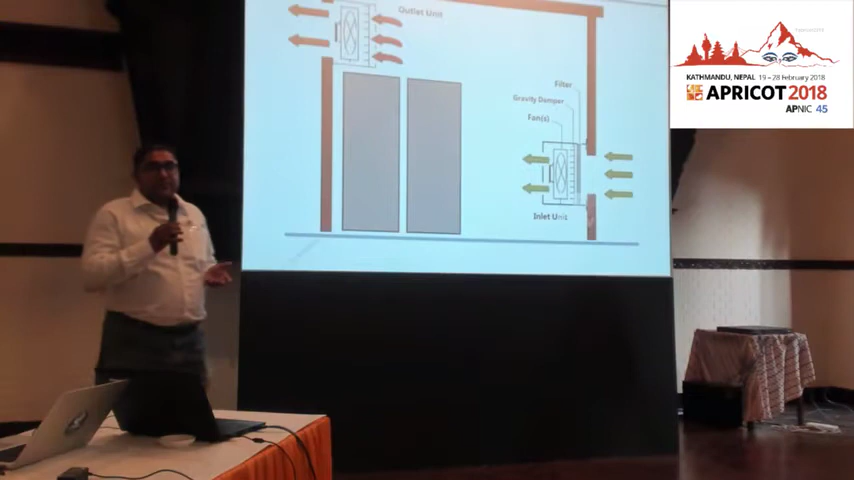 Outlet Unit
Filter
Gravity Damper
Fan(s)
Inlet Unit
KATHMANDU, NEPAL 19 – 28 February 2018
APRICOT 2018
APNIC 45